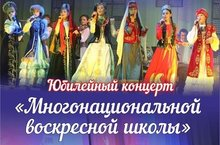 Юбилейный концерт
«Многонациональной
воскресной школы»